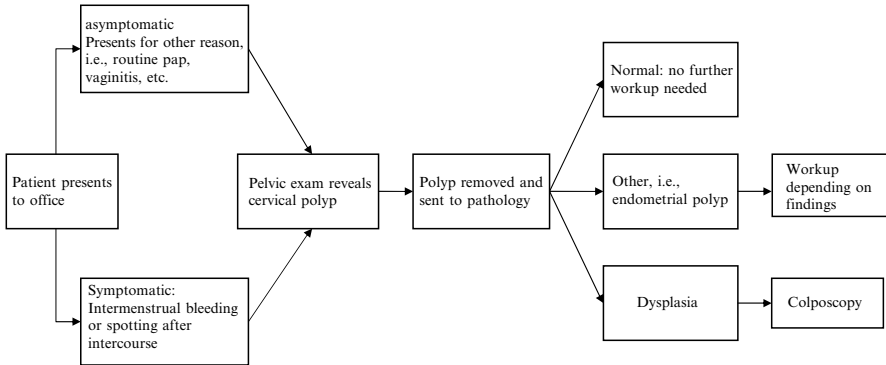 asymptomatic
Presents for other reason,
i.e., routine pap,
vaginitis, etc.
Patient presents
to office
Symptomatic:
Intermenstrual bleeding
or spotting after
intercourse
Pelvic exam reveals
cervical polyp
Polyp removed and
sent to pathology
Normal: no further
workup needed
Other, i.e.,
endometrial polyp
Workup
depending on
findings
Dysplasia
Colposcopy